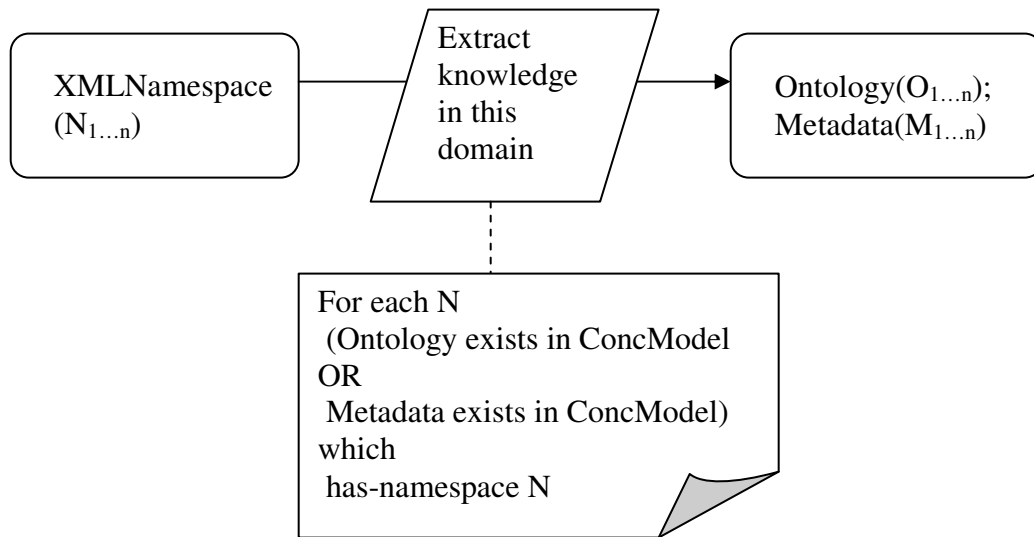 XMLNamespace
(N1…n)
Extract
knowledge
in this
domain
Ontology(O1…n);
Metadata(M1…n)
For each N
(Ontology exists in ConcModel
OR
Metadata exists in ConcModel)
which
has-namespace N